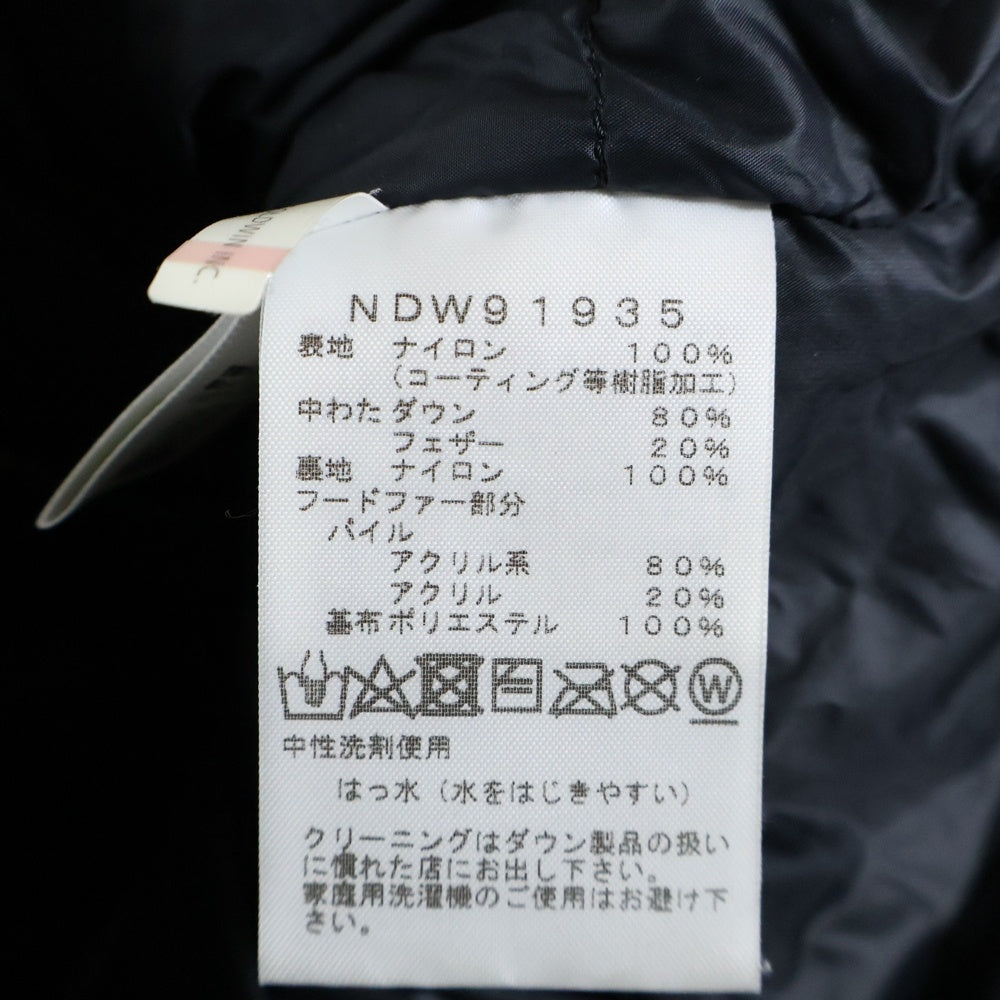 LDWIN INC.
NDW91935
表地 ナイロン 100%
(コーティング等樹脂加工)
中わた ダウン 80%
フェザー 20%
裏地 ナイロン 100%
フードファー部分
パイル
アクリル系 80%
アクリル 20%
基布 ポリエステル 100%
W
中性洗剤使用
はっ水(水をはじきやすい)
クリーニングはダウン製品の扱い
に慣れた店にお出し下さい。
家庭用洗濯機のご使用はお避け下
さい。